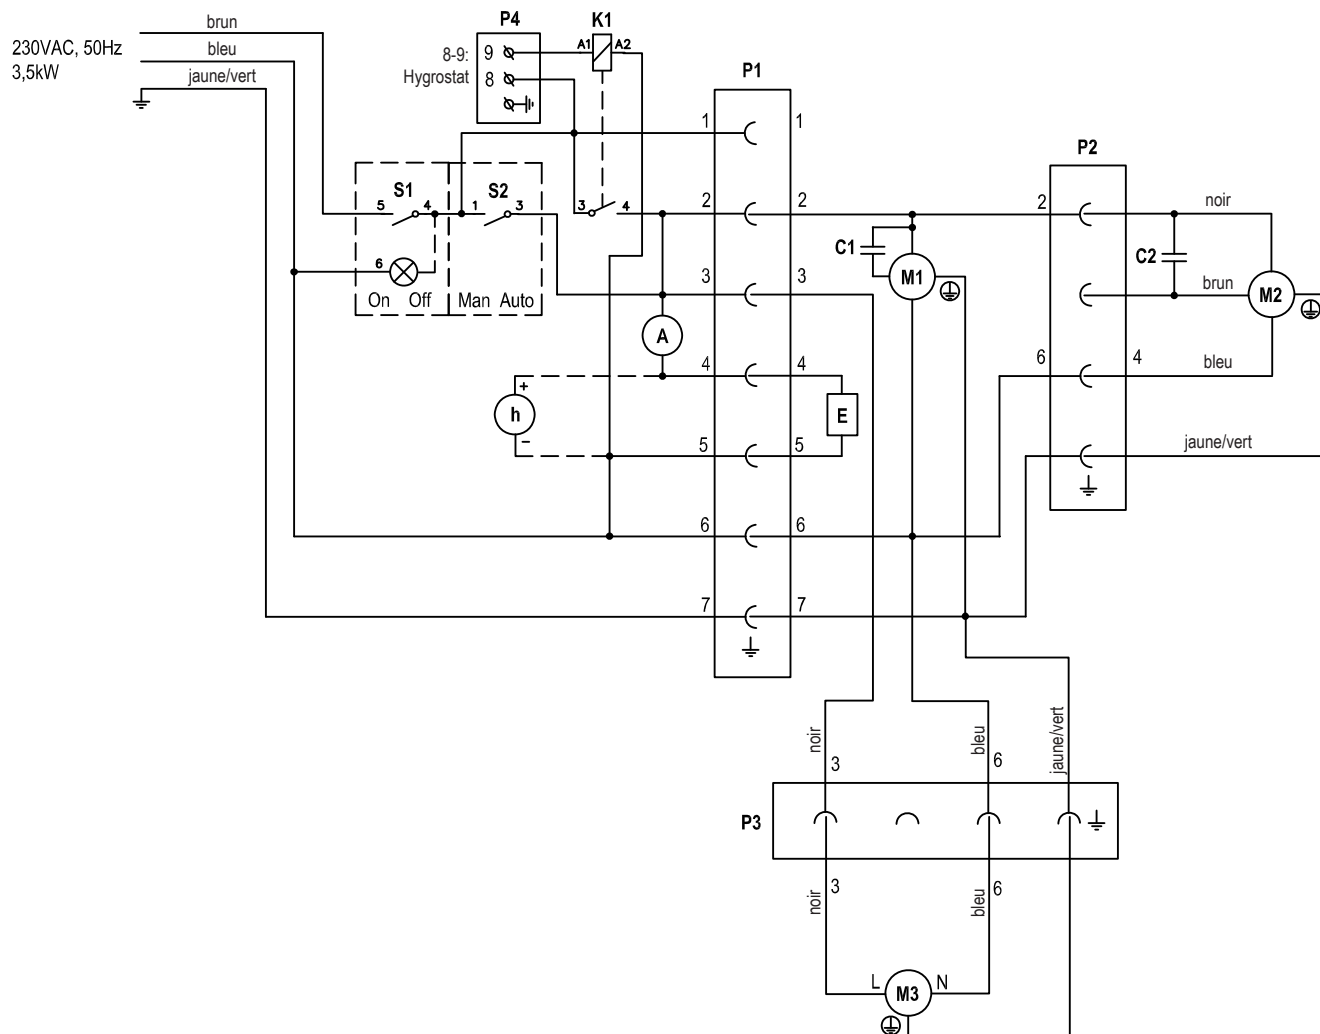 brun
230VAC, 50Hz
3,5kW
bleu
jaune/vert
P4
K1
8-9:
Hygrostat
9
8
A1
A2
P1
1
1
S1
S2
5
4
1
3
3
4
6
On
Off
Man
Auto
2
2
3
3
A
4
4
+
h
–
E
5
5
6
6
7
7
C1
M1
P2
2
noir
C2
brun
M2
6
4
bleu
jaune/vert
noir
3
bleu
6
jaune/vert
P3
noir
3
bleu
6
L
M3
N